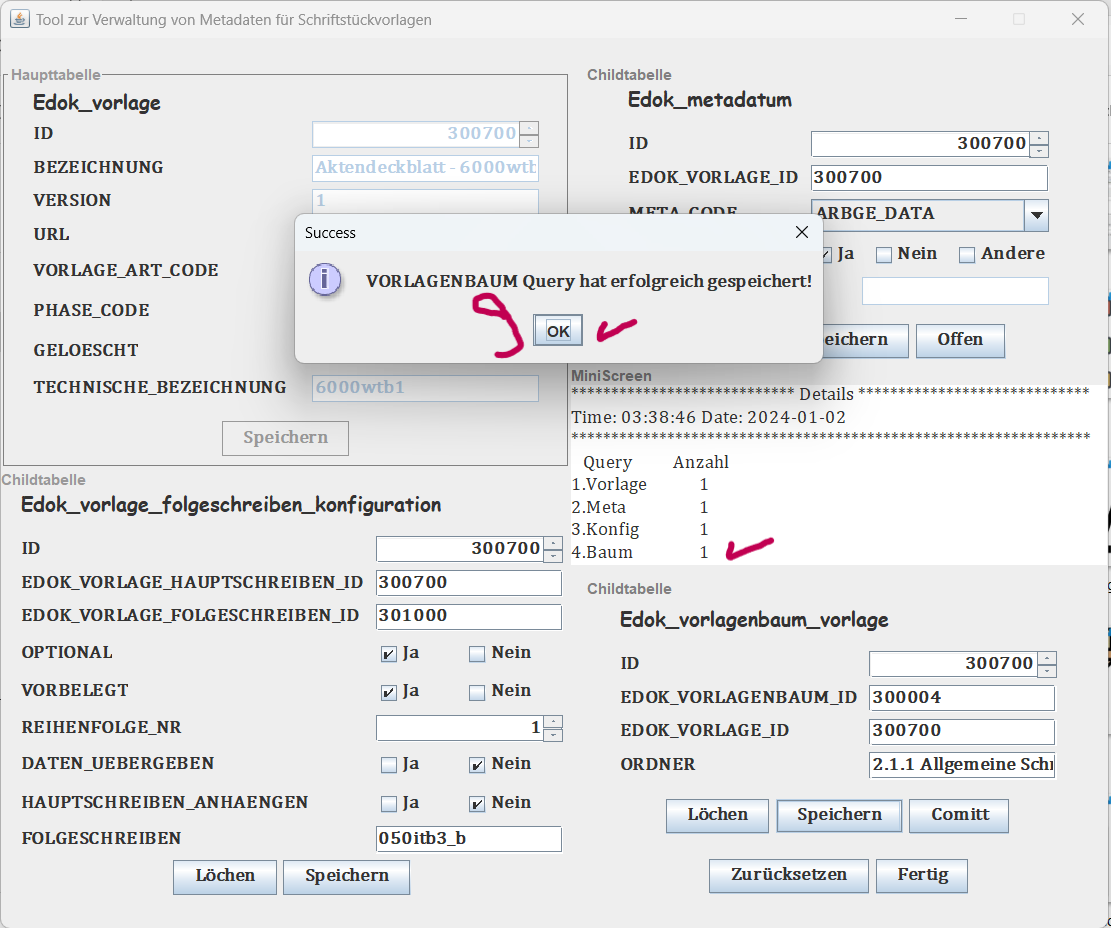 Tool zur Verwaltung von Metadaten für Schriftstückvorlagen
Haupttabelle
Edok_vorlage
ID 300700
BEZEICHNUNG Aktendeckblatt - 6000wtb
VERSION 1
URL
VORLAGE_ART_CODE
PHASE_CODE
GELOESCHT
TECHNISCHE_BEZEICHNUNG 6000wtb1
Speichern
Childtabelle
Edok_metadatum
ID 300700
EDOK_VORLAGE_ID 300700
META_CODE ARBGE_DATA
Ja Nein Andere
eichern Offen
Success
VORLAGENBAUM Query hat erfolgreich gespeichert!
9 OK
MiniScreen
*************************** Details ****************************
Time: 03:38:46 Date: 2024-01-02
****************************************************************
Query Anzahl
1.Vorlage 1
2.Meta 1
3.Konfig 1
4.Baum 1
Childtabelle
Edok_vorlage_folgeschreiben_konfiguration
ID 300700
EDOK_VORLAGE_HAUPTSCHREIBEN_ID 300700
EDOK_VORLAGE_FOLGESCHREIBEN_ID 301000
OPTIONAL Ja Nein
VORBELEGT Ja Nein
REIHENFOLGE_NR 1
DATEN_UEBERGEBEN Ja Nein
HAUPTSCHREIBEN_ANHAENGEN Ja Nein
FOLGESCHREIBEN 050itb3_b
Löchen Speichern
Childtabelle
Edok_vorlagenbaum_vorlage
ID 300700
EDOK_VORLAGENBAUM_ID 300004
EDOK_VORLAGE_ID 300700
ORDNER 2.1.1 Allgemeine Schr
Löchen Speichern Comitt
Zurücksetzen Fertig